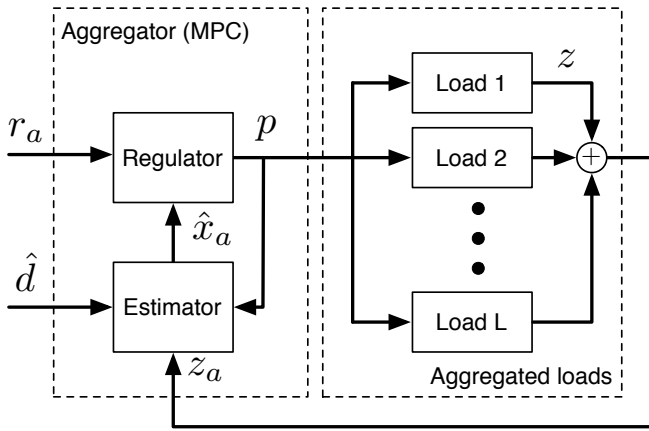 Aggregator (MPC)
Load 1
z
r_a
Regulator
p
Load 2
+
x̂_a
d̂
Estimator
Load L
z_a
Aggregated loads